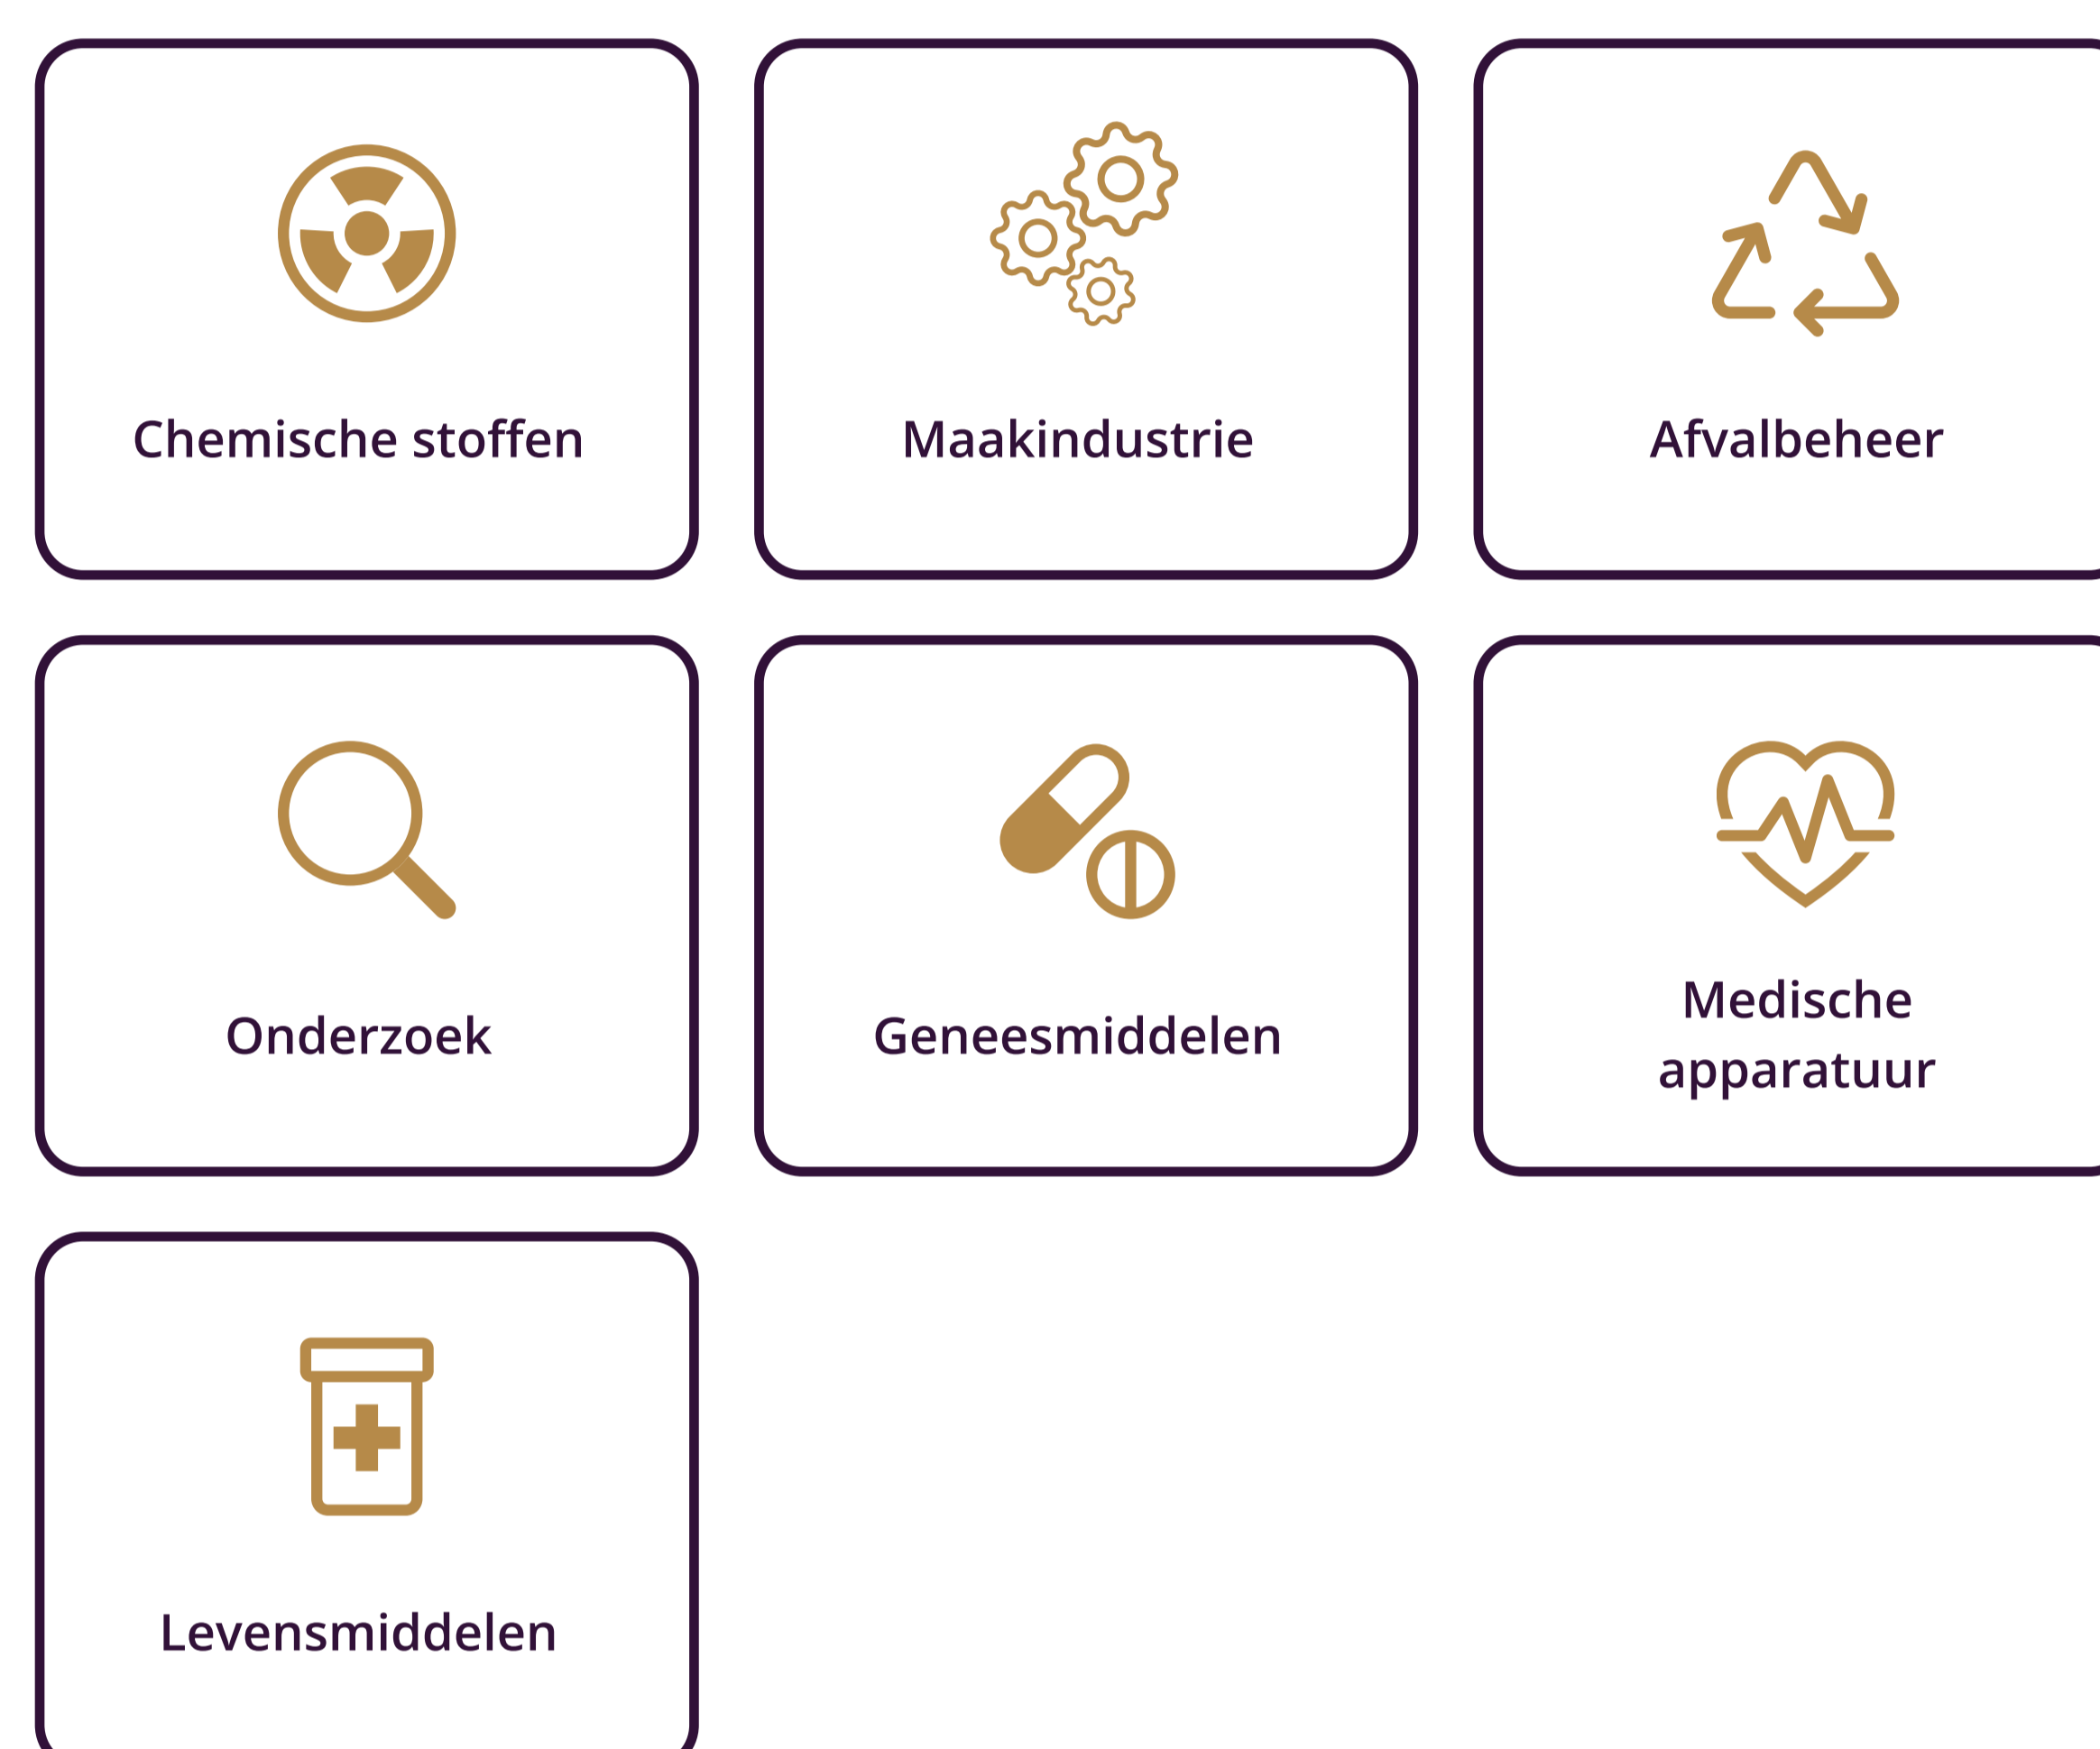 Chemische stoffen
Maakindustrie
Afvalbeheer
Onderzoek
Geneesmiddelen
Medische
apparatuur
Levensmiddelen